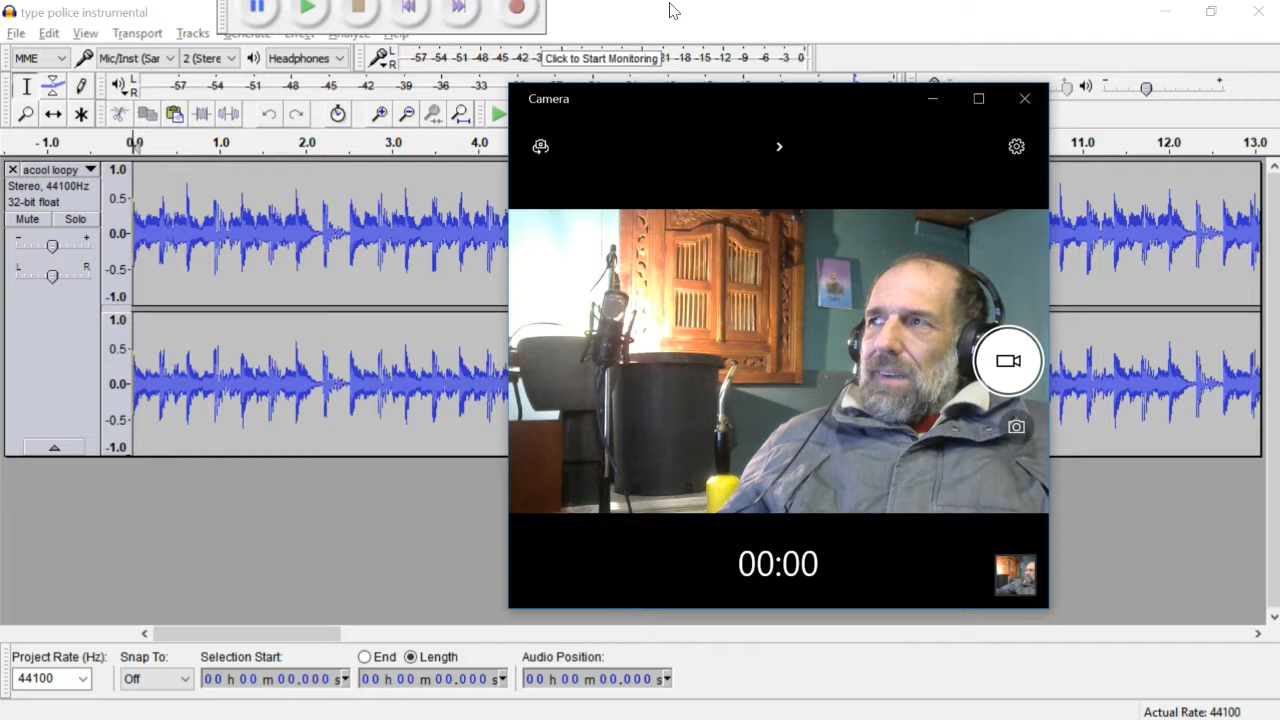 type police instrumental
File Edit View Transport Tracks Generate Effect Analyze Help
MME Mic/Inst (Sar 2 (Stere Headphones L R -57 -54 -51 -48 -45 -42 -3 Click to Start Monitoring 21 -18 -15 -12 -9 -6 -3 0
L R -57 -54 -51 -48 -45 -42 -39 -36 -33
Camera
-1.0 0.0 1.0 2.0 3.0 4.0 11.0 12.0 13.0
acool loopy
Stereo, 44100Hz
32-bit float
Mute Solo
- +
L R
1.0
0.5
0.0
-0.5
-1.0
1.0
0.5
0.0
-0.5
-1.0
00:00
Project Rate (Hz): Snap To: Selection Start: End Length Audio Position:
44100 Off 00 h 00 m 00.000 s 00 h 00 m 00.000 s 00 h 00 m 00.000 s
Actual Rate: 44100